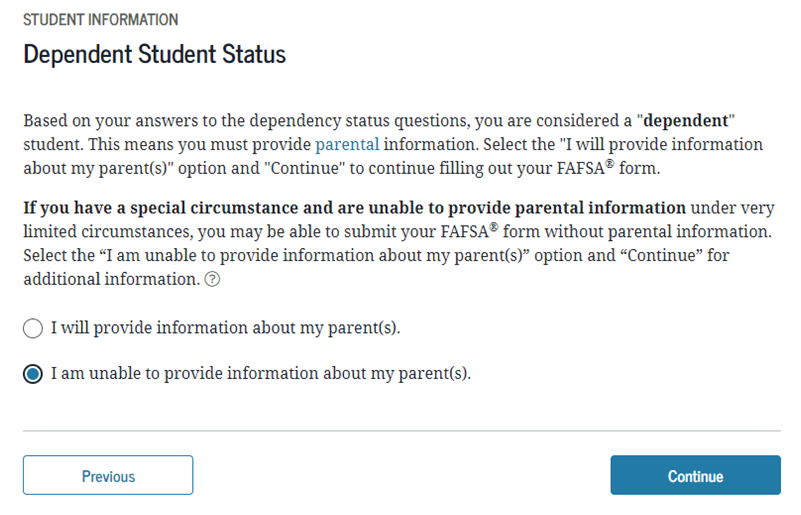 STUDENT INFORMATION
Dependent Student Status
Based on your answers to the dependency status questions, you are considered a "dependent"
student. This means you must provide parental information. Select the "I will provide information
about my parent(s)" option and "Continue" to continue filling out your FAFSA® form.
If you have a special circumstance and are unable to provide parental information under very
limited circumstances, you may be able to submit your FAFSA® form without parental information.
Select the “I am unable to provide information about my parent(s)” option and “Continue” for
additional information. ?
I will provide information about my parent(s).
I am unable to provide information about my parent(s).
Previous
Continue